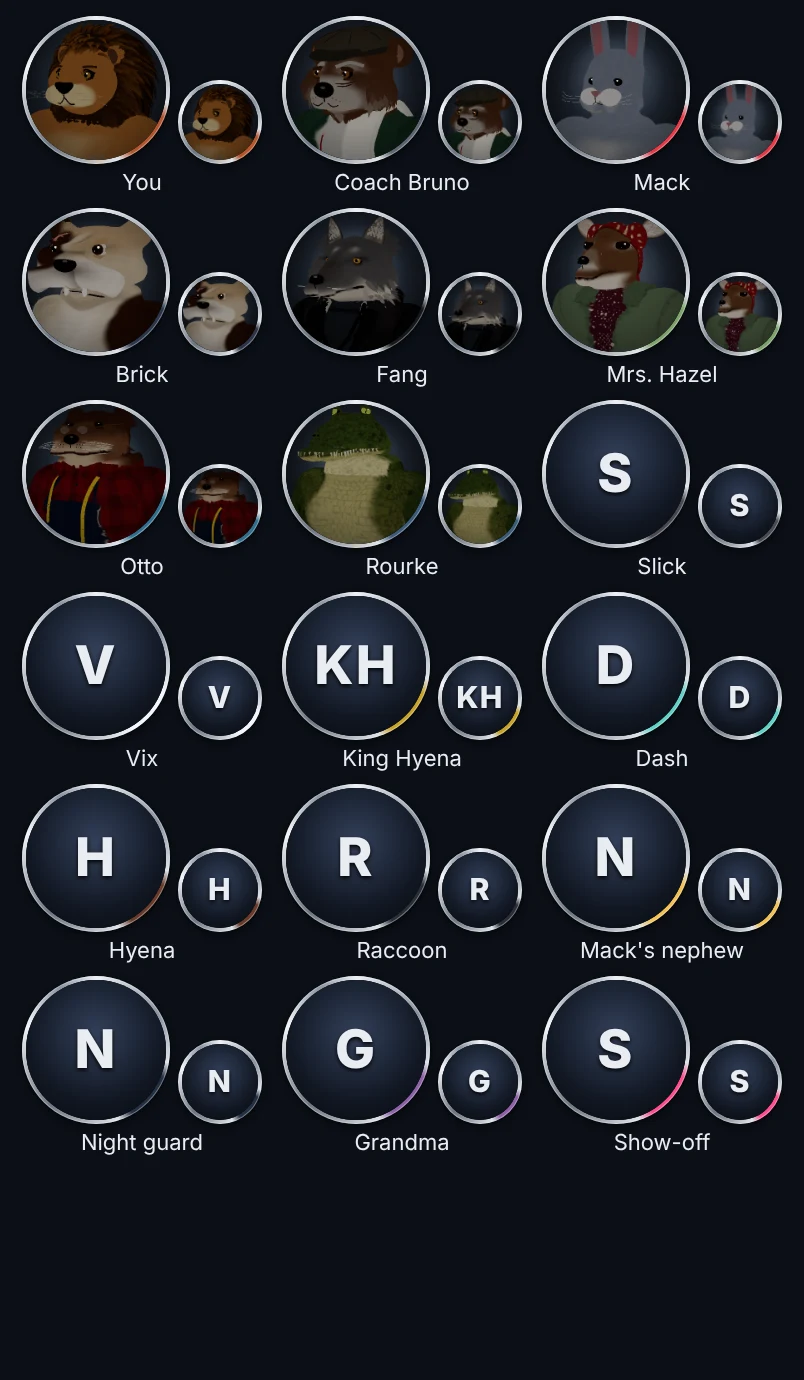 You
Coach Bruno
Mack
Brick
Fang
Mrs. Hazel
S
S
Otto
Rourke
Slick
V
V
KH
KH
D
D
Vix
King Hyena
Dash
H
H
R
R
N
N
Hyena
Raccoon
Mack's nephew
N
N
G
G
S
S
Night guard
Grandma
Show-off